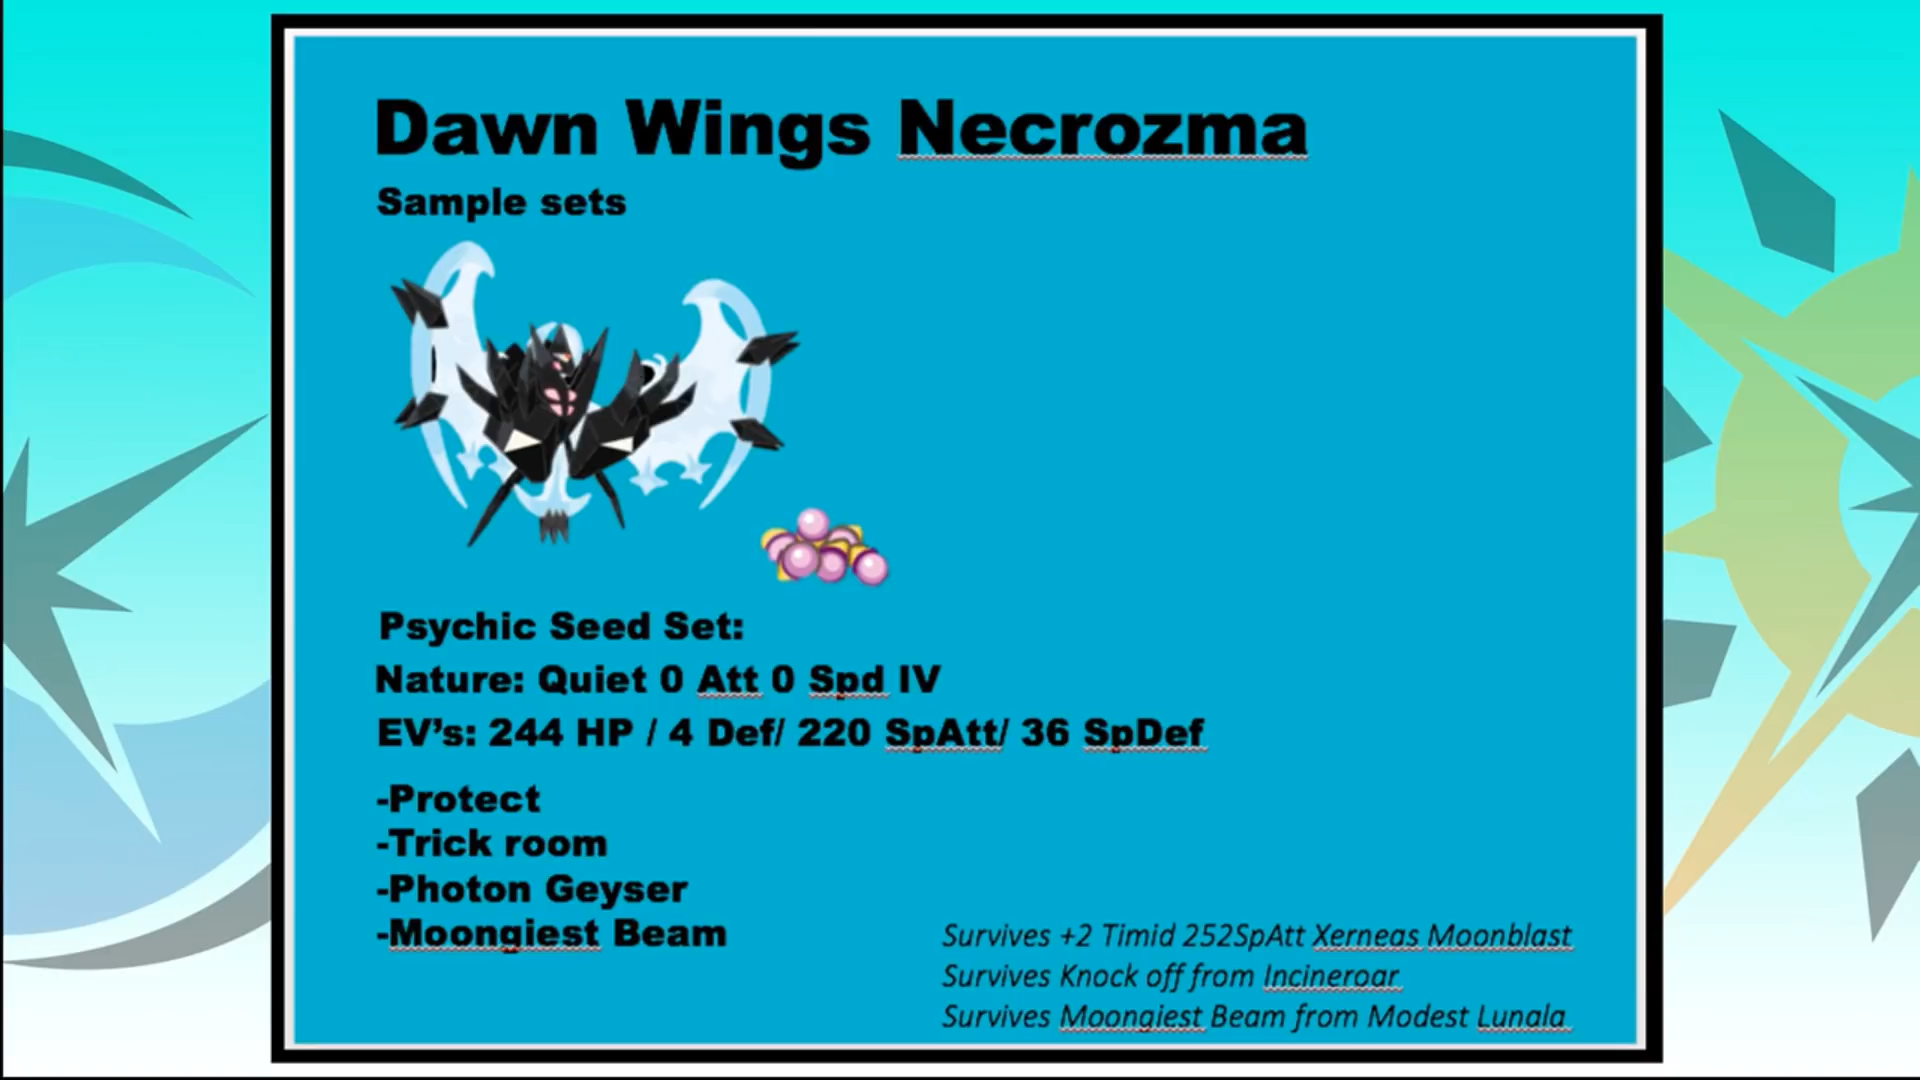 Dawn Wings Necrozma
Sample sets
Psychic Seed Set:
Nature: Quiet 0 Att 0 Spd IV
EV’s: 244 HP / 4 Def/ 220 SpAtt/ 36 SpDef
-Protect
-Trick room
-Photon Geyser
-Moongiest Beam
Survives +2 Timid 252SpAtt Xerneas Moonblast
Survives Knock off from Incineroar
Survives Moongiest Beam from Modest Lunala